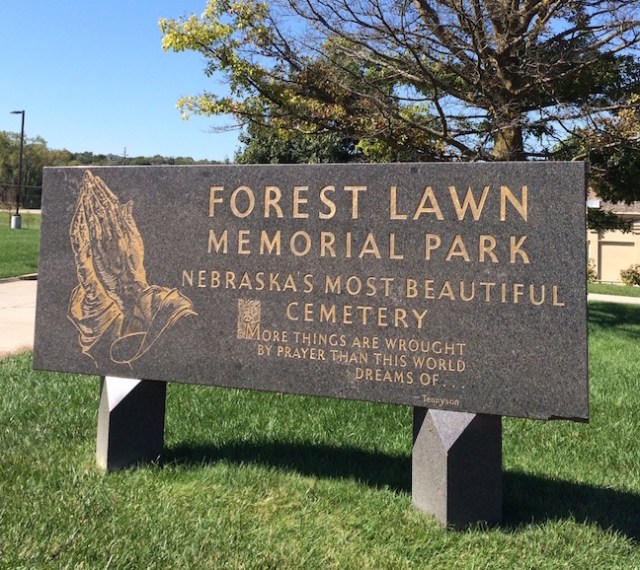 FOREST LAWN
MEMORIAL PARK
NEBRASKA'S MOST BEAUTIFUL
CEMETERY
MORE THINGS ARE WROUGHT
BY PRAYER THAN THIS WORLD
DREAMS OF...
- Tennyson